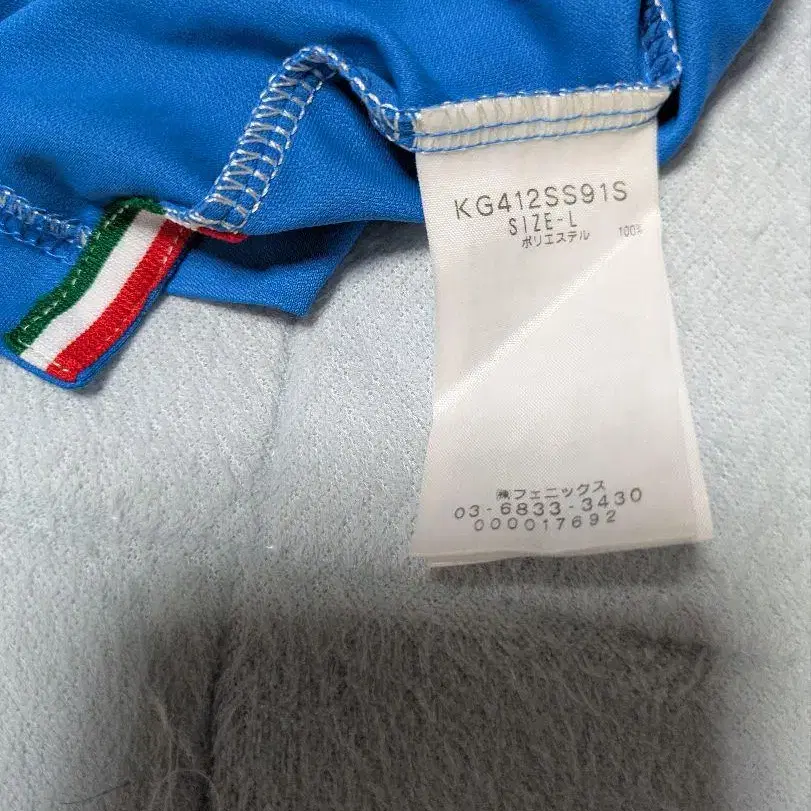 KG412SS91S
SIZE-L
ポリエステル 100%
㈱フェニックス
03-6833-3430
000017692